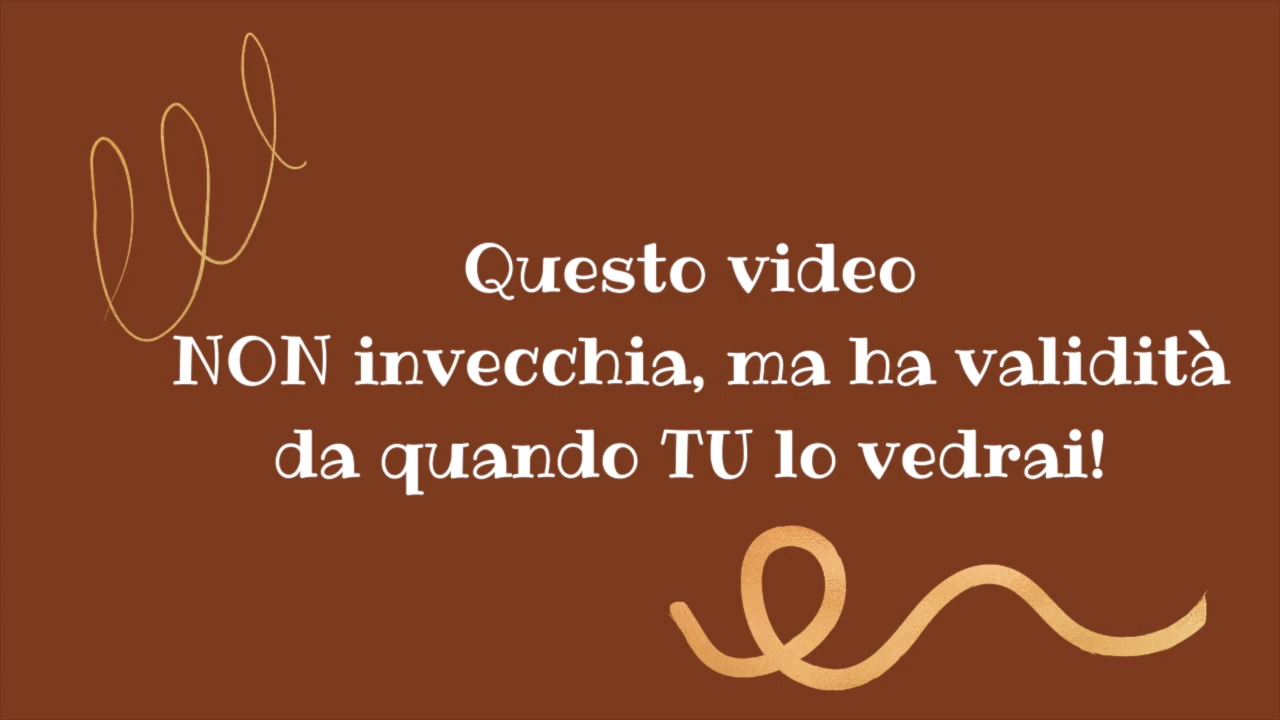 Questo video
NON invecchia, ma ha validità
da quando TU lo vedrai!